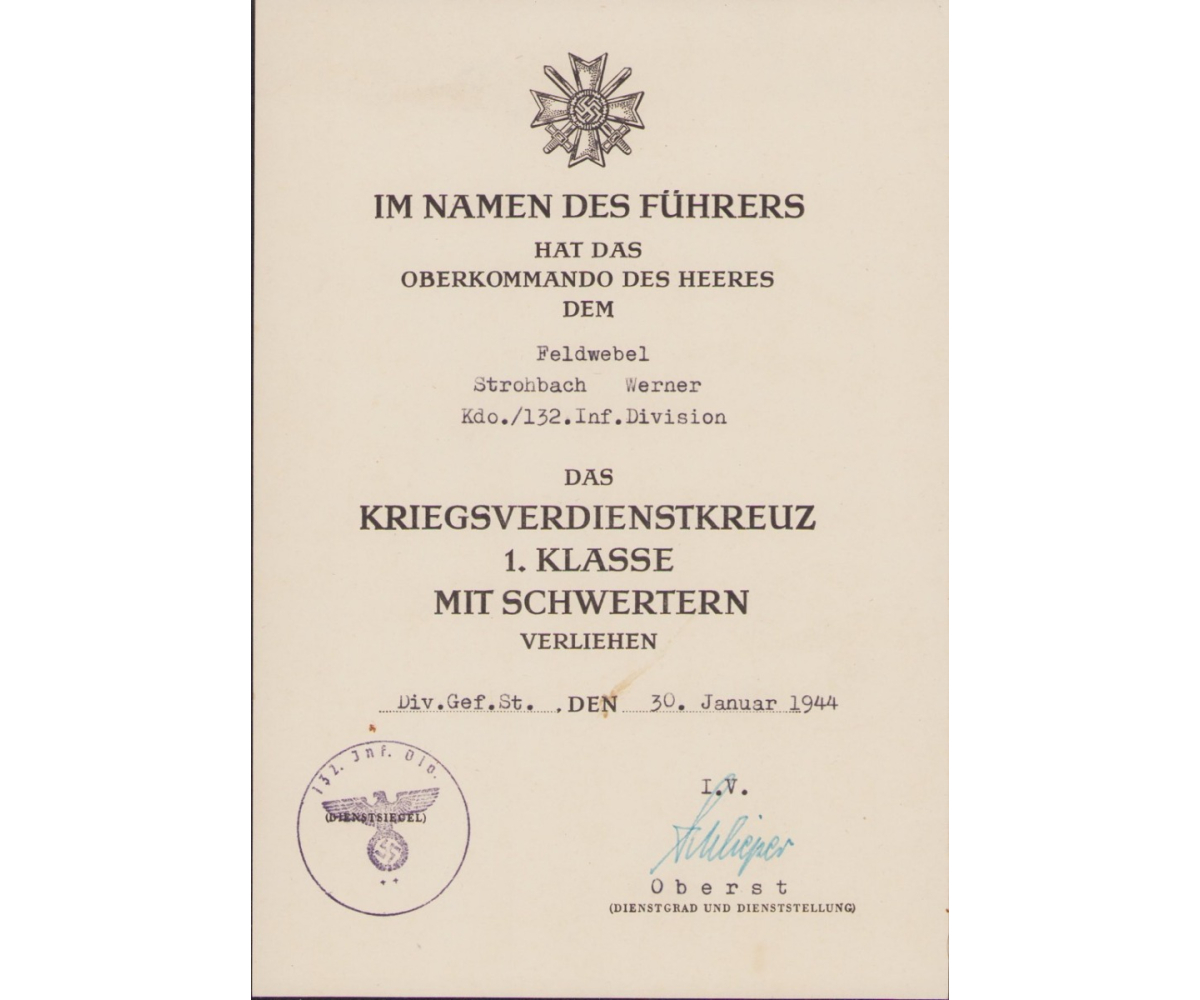 IM NAMEN DES FÜHRERS
HAT DAS
OBERKOMMANDO DES HEERES
DEM
Feldwebel
Strohbach Werner
Kdo./132.Inf.Division
DAS
KRIEGSVERDIENSTKREUZ
1. KLASSE
MIT SCHWERTERN
VERLIEHEN
Div.Gef.St. , DEN 30. Januar 1944
132. Inf. Div.
(DIENSTSIEGEL)
I.V.
Schlieper
Oberst
(DIENSTGRAD UND DIENSTSTELLUNG)